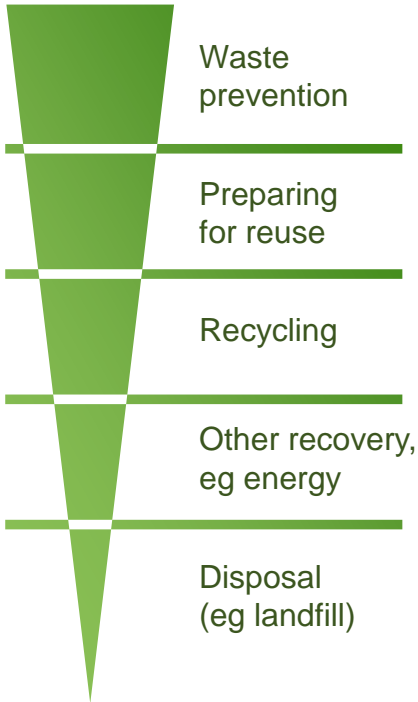 Waste
prevention
Preparing
for reuse
Recycling
Other recovery,
eg energy
Disposal
(eg landfill)